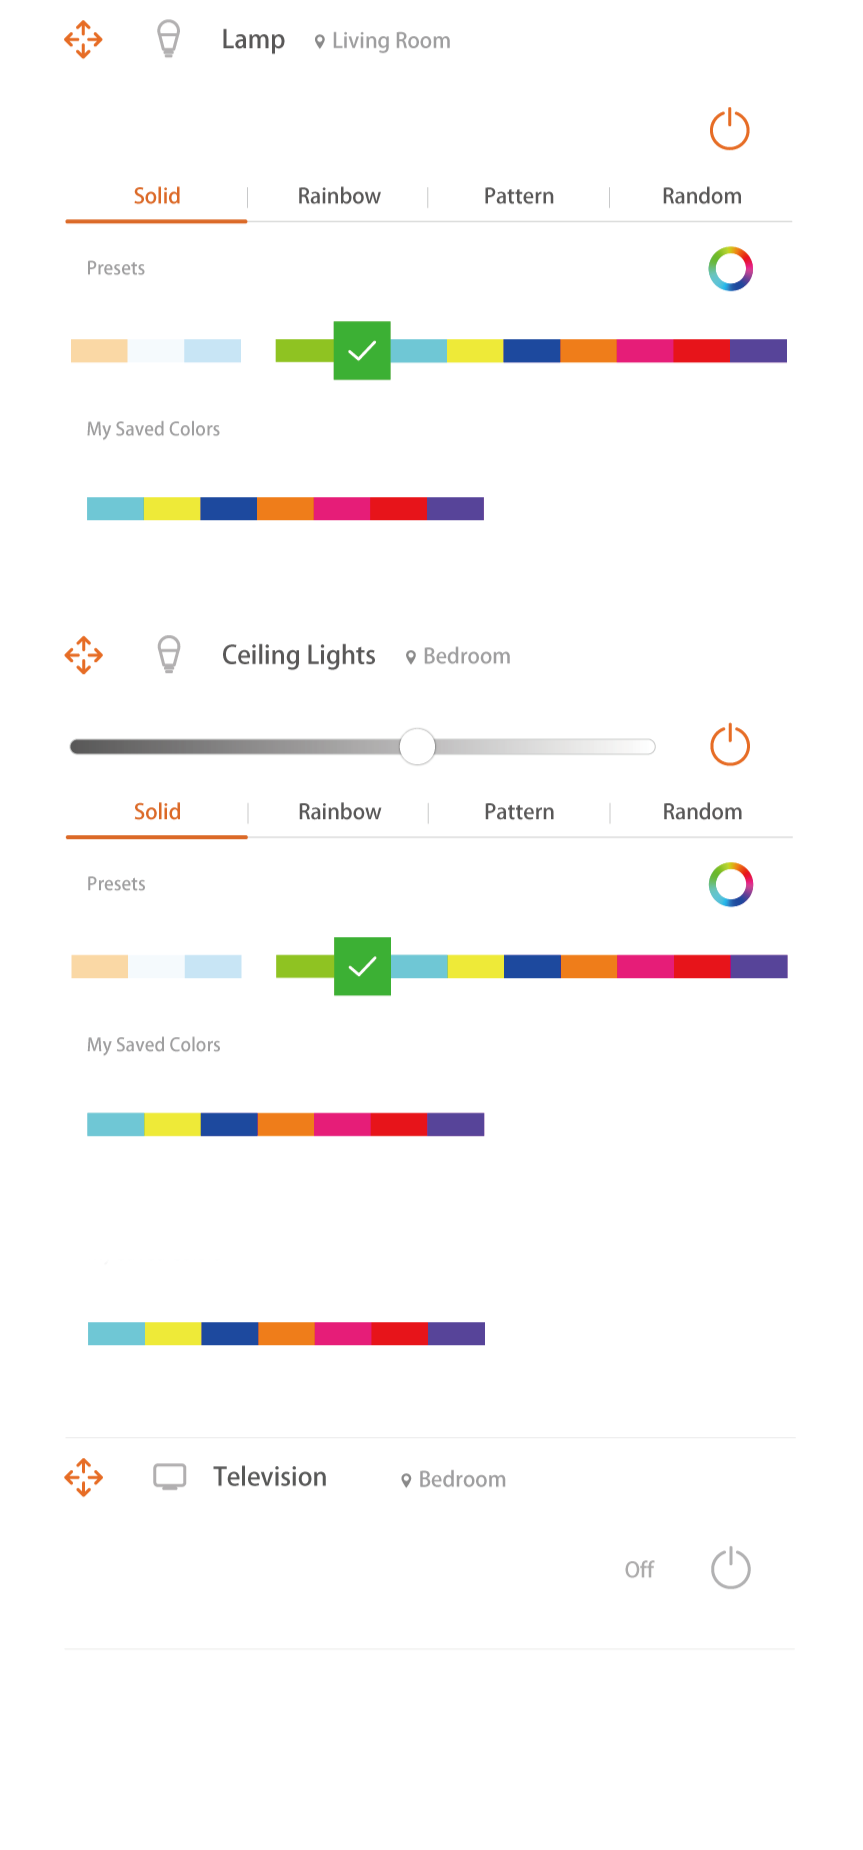 Lamp Living Room
Solid Rainbow Pattern Random
Presets
My Saved Colors
Ceiling Lights Bedroom
Solid Rainbow Pattern Random
Presets
My Saved Colors
Television Bedroom
Off